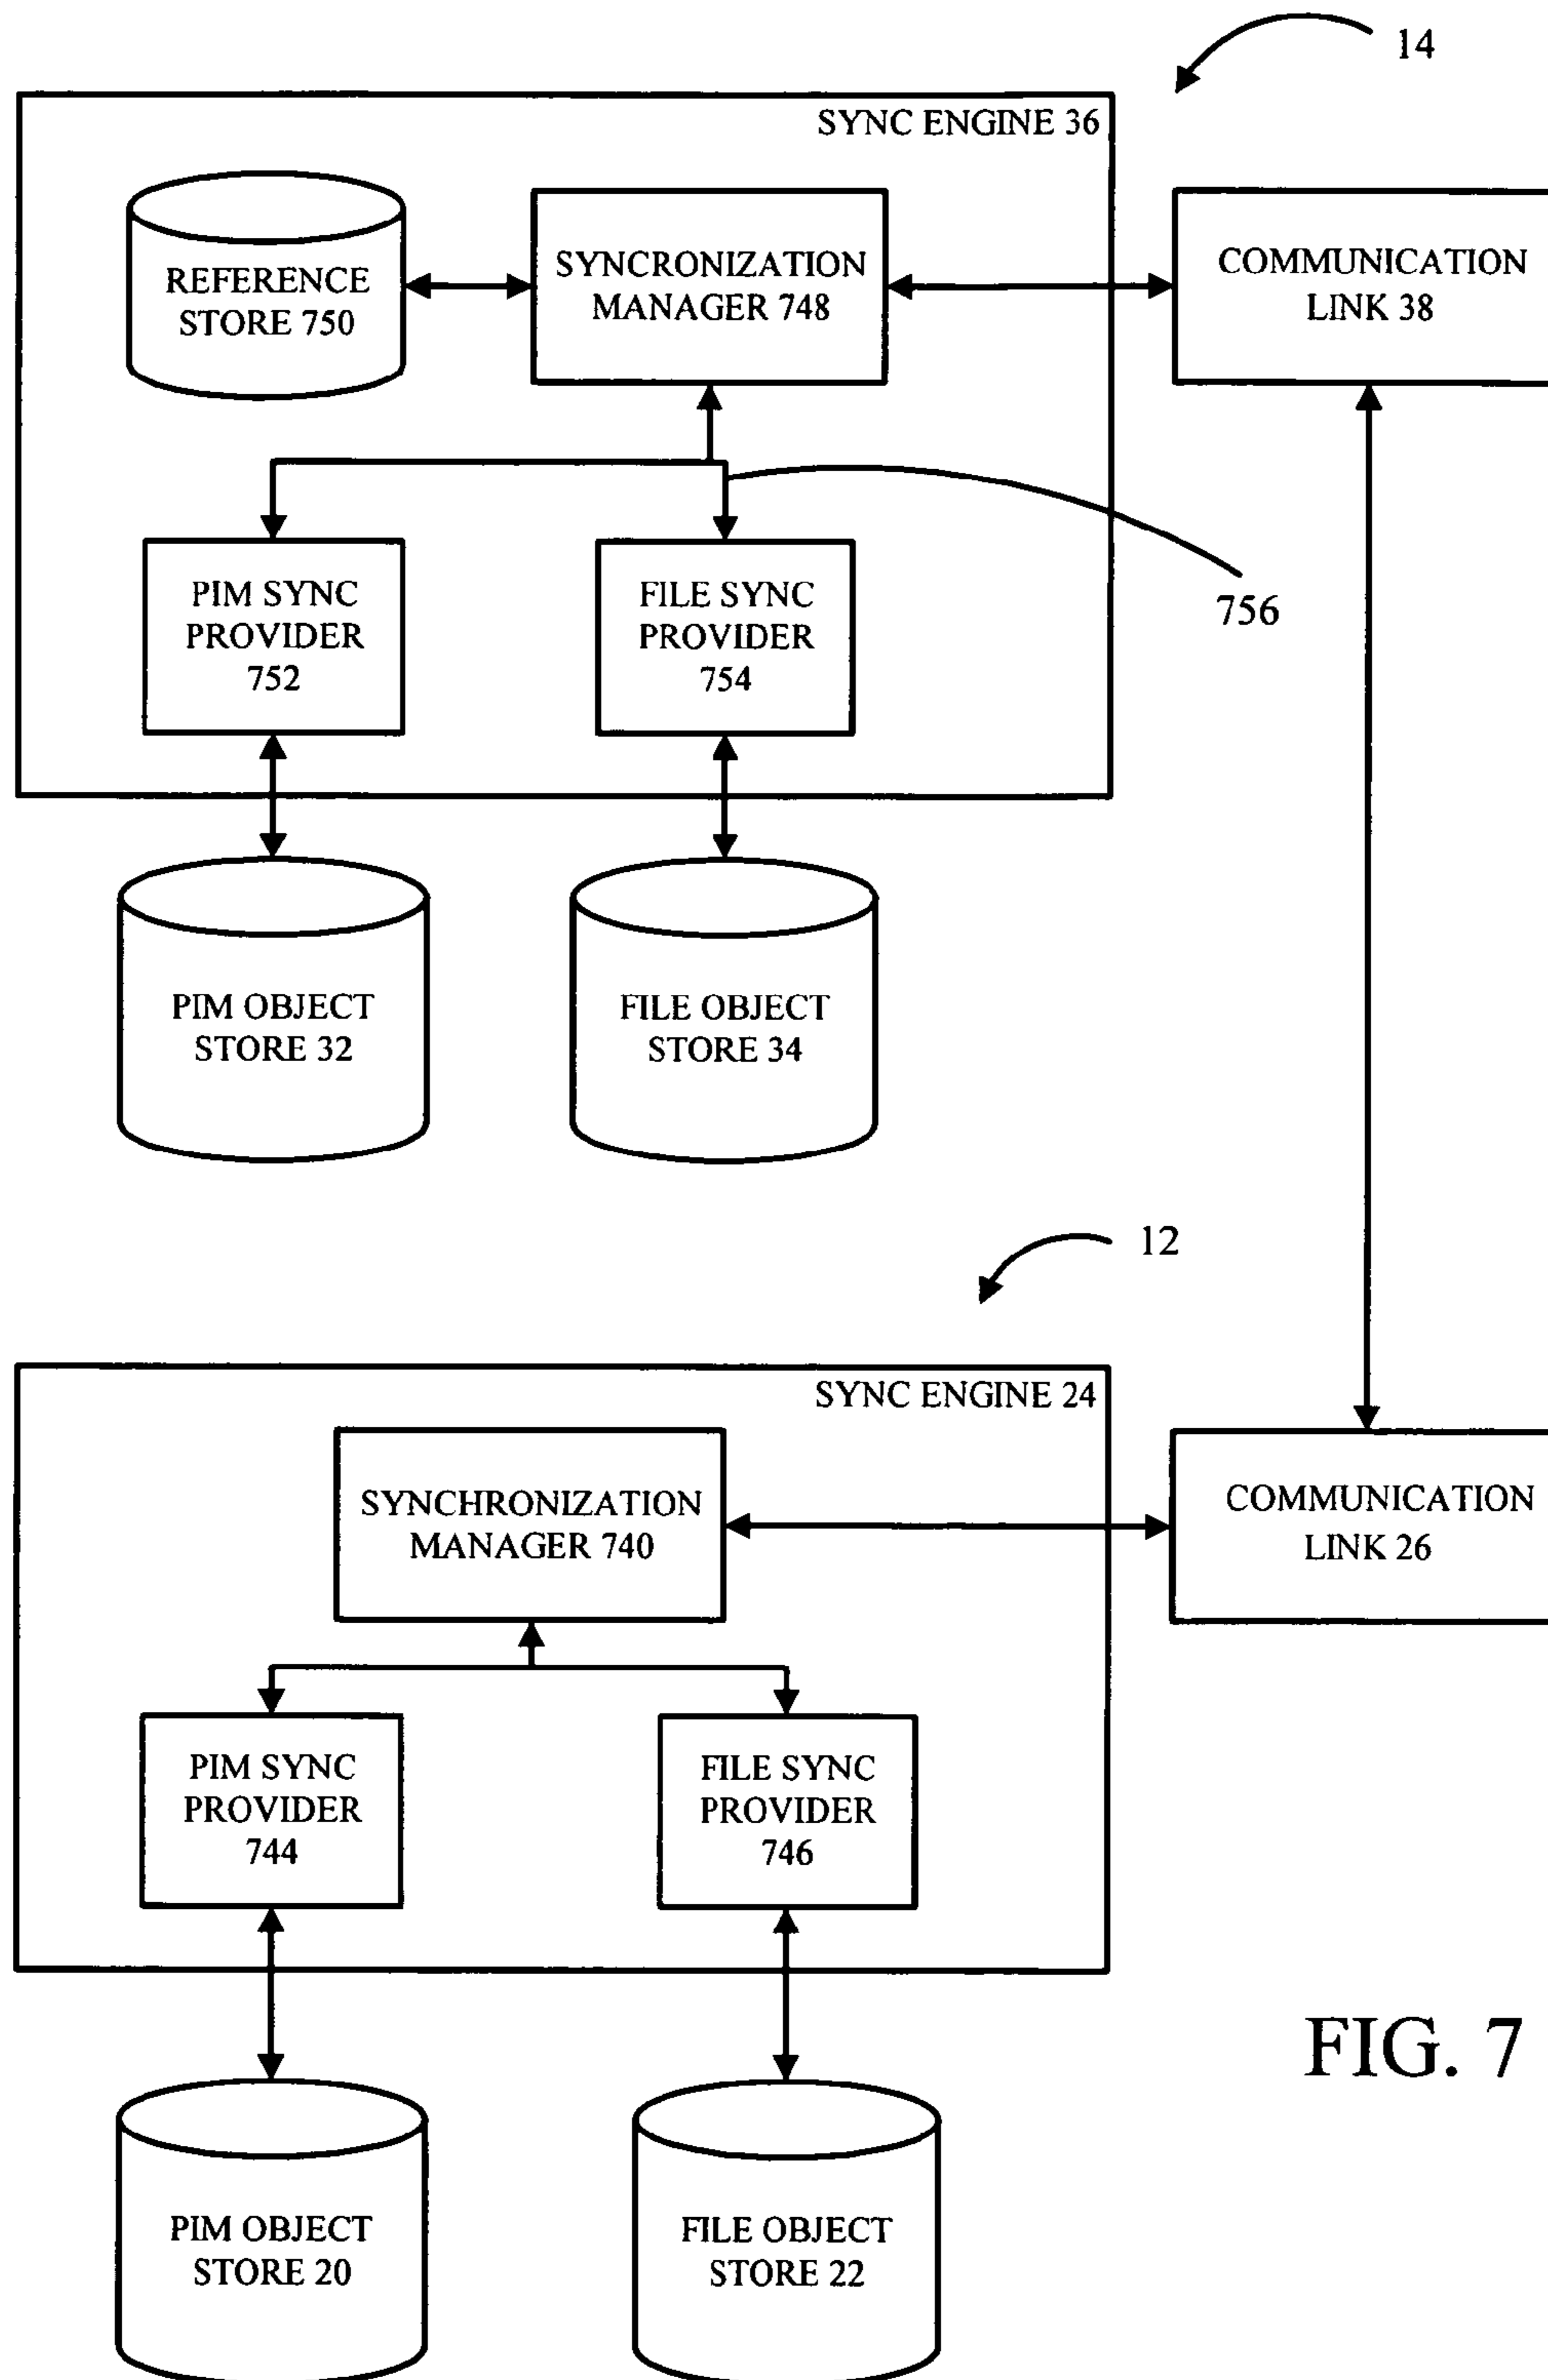 14
SYNC ENGINE 36
REFERENCE
STORE 750
SYNCRONIZATION
MANAGER 748
COMMUNICATION
LINK 38
PIM SYNC
PROVIDER
752
FILE SYNC
PROVIDER
754
756
PIM OBJECT
STORE 32
FILE OBJECT
STORE 34
12
SYNC ENGINE 24
SYNCHRONIZATION
MANAGER 740
COMMUNICATION
LINK 26
PIM SYNC
PROVIDER
744
FILE SYNC
PROVIDER
746
FIG. 7
PIM OBJECT
STORE 20
FILE OBJECT
STORE 22